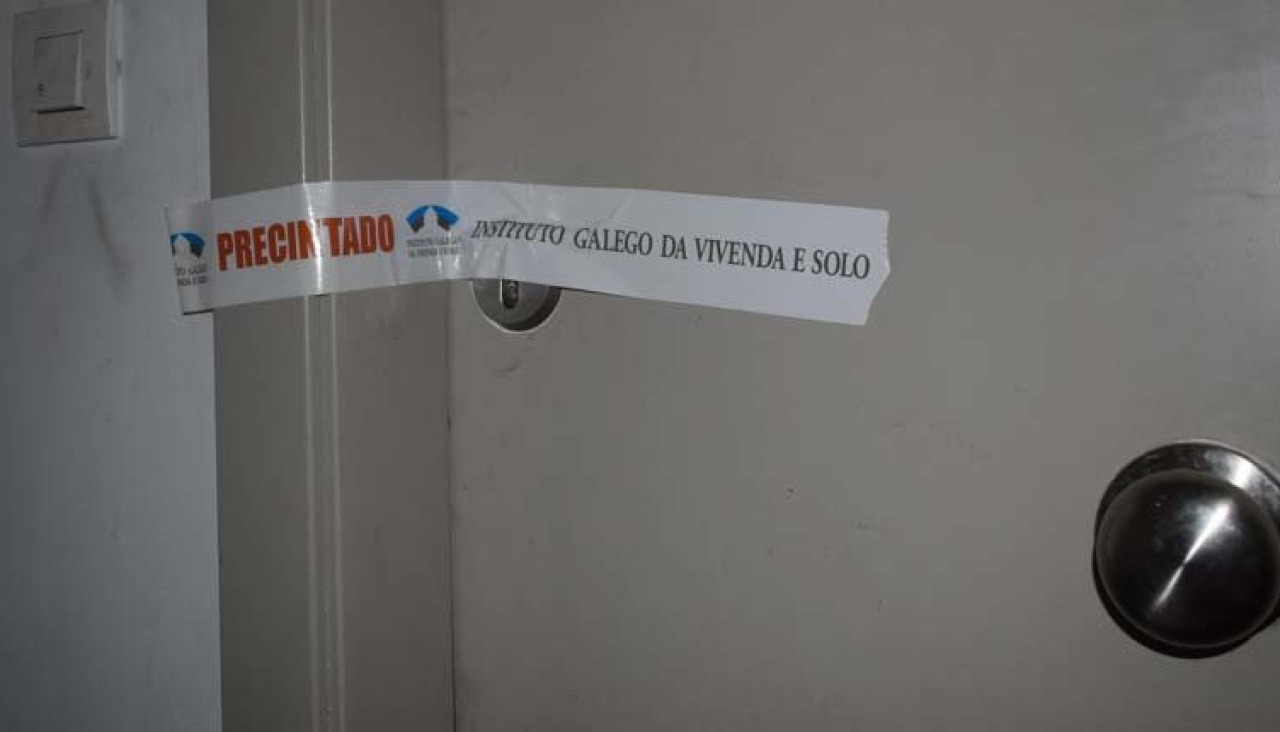 PRECINTADO INSTITUTO GALEGO DA VIVENDA E SOLO